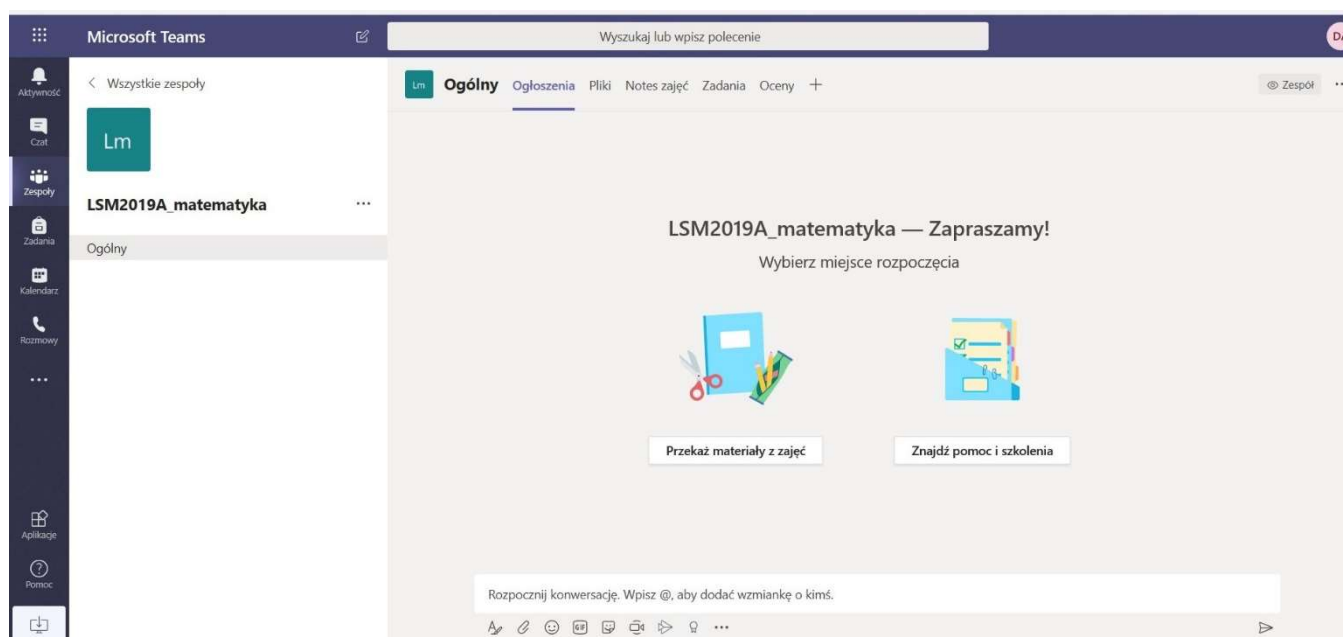 Microsoft Teams
Wyszukaj lub wpisz polecenie
Aktywność
Czat
Zespoły
Zadania
Kalendarz
Rozmowy
Aplikacje
Pomoc
Wszystkie zespoły
Lm
LSM2019A_matematyka
Ogólny
Lm Ogólny Ogłoszenia Pliki Notes zajęć Zadania Oceny
Zespół
LSM2019A_matematyka — Zapraszamy!
Wybierz miejsce rozpoczęcia
Przekaż materiały z zajęć
Znajdź pomoc i szkolenia
Rozpocznij konwersację. Wpisz @, aby dodać wzmiankę o kimś.
GIF